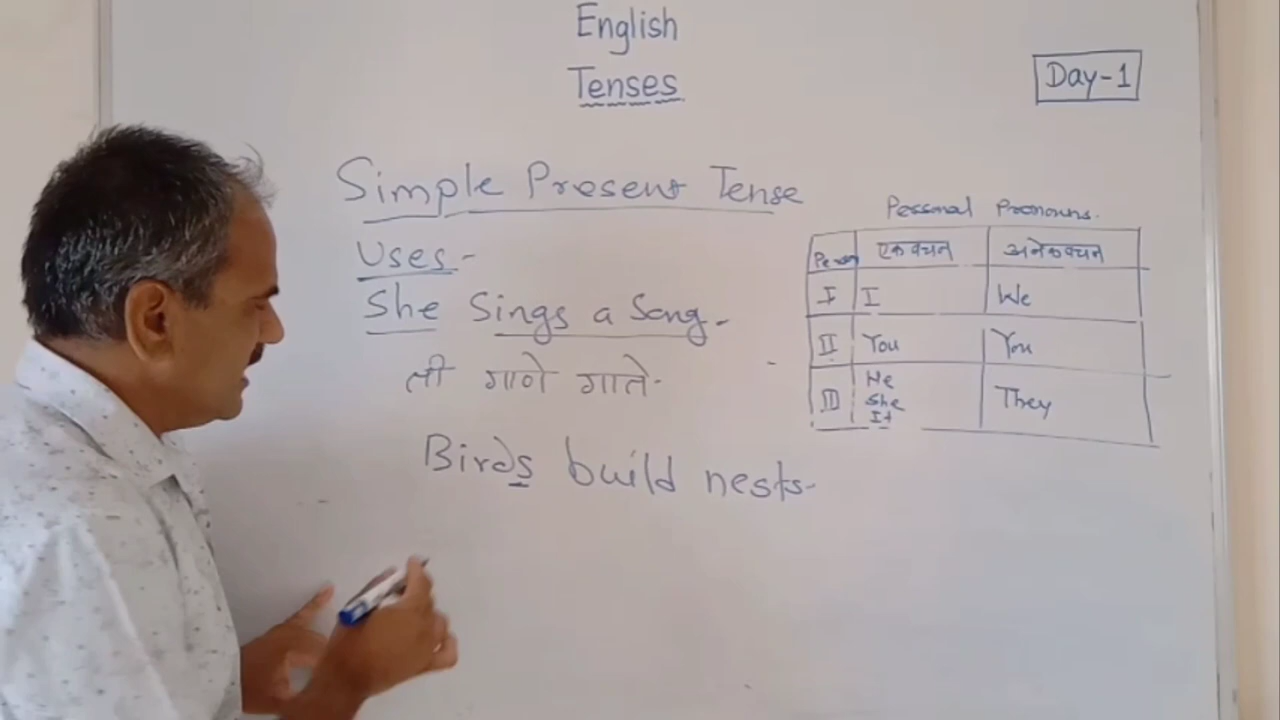 English
Tenses
Day-1
Simple Present Tense
Uses-
She Sings a Song.
ती गाणे गाते.
Birds build nests.
Personal Pronouns.
Person एकवचन अनेकवचन
I I We
II You You
III He She It They